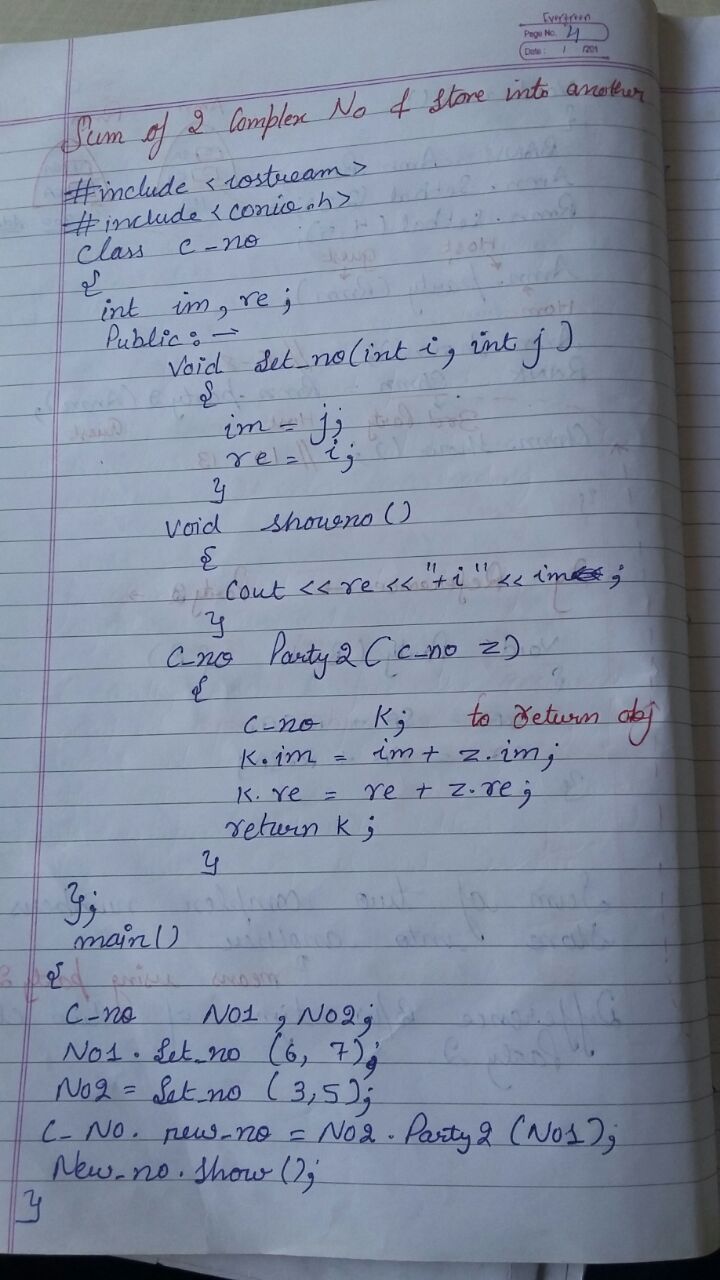 Evergreen
Page No. 4
Date : / /201
Sum of 2 Complex No & store into another
#include <iostream>
#include <conio.h>
Class c-no
{
int im, re;
Public: -
Void Set_no(int i, int j)
{
im = j;
re = i;
}
Void showno()
{
Cout << re << "+i" << im ;
}
C-no Party2(c-no z)
{
c-no K; to return obj
K.im = im + z.im;
K.re = re + z.re;
return K;
}
};
main()
{
C-no NO1, NO2;
NO1.Set_no (6, 7);
NO2 = Set_no (3,5);
C-No. new-no = NO2.Party2 (NO1);
New-no.show();
}